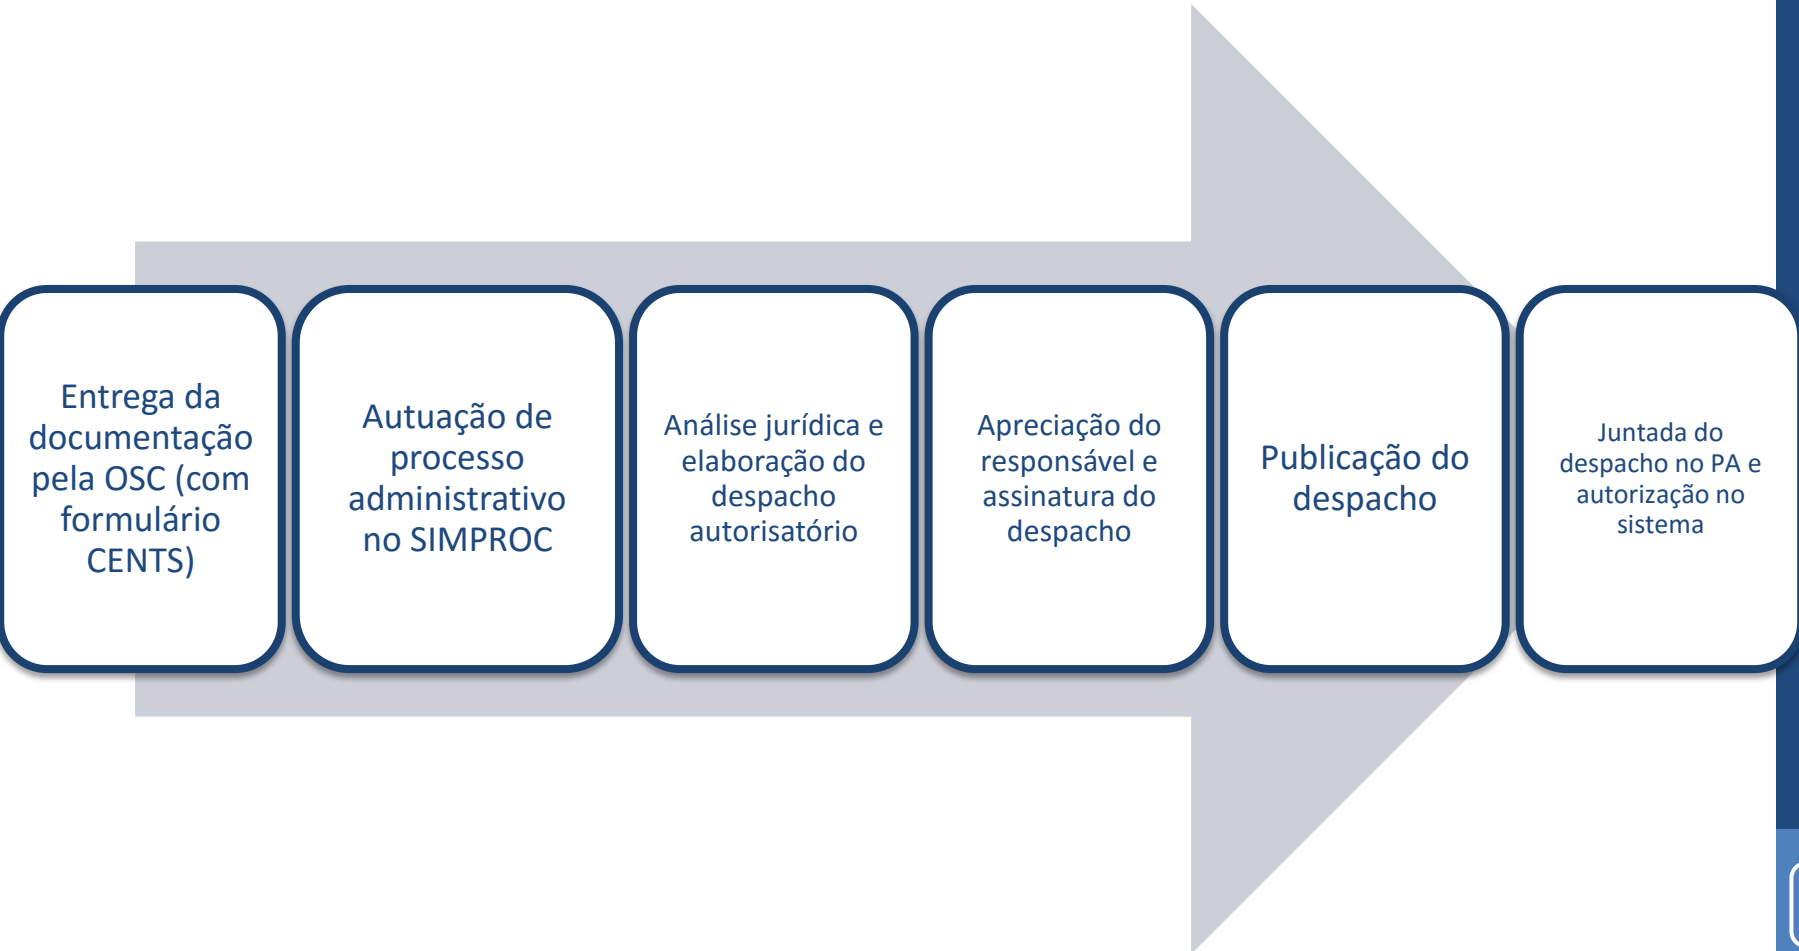 Entrega da
documentação
pela OSC (com
formulário
CENTS)
Autuação de
processo
administrativo
no SIMPROC
Análise jurídica e
elaboração do
despacho
autorisatório
Apreciação do
responsável e
assinatura do
despacho
Publicação do
despacho
Juntada do
despacho no PA e
autorização no
sistema